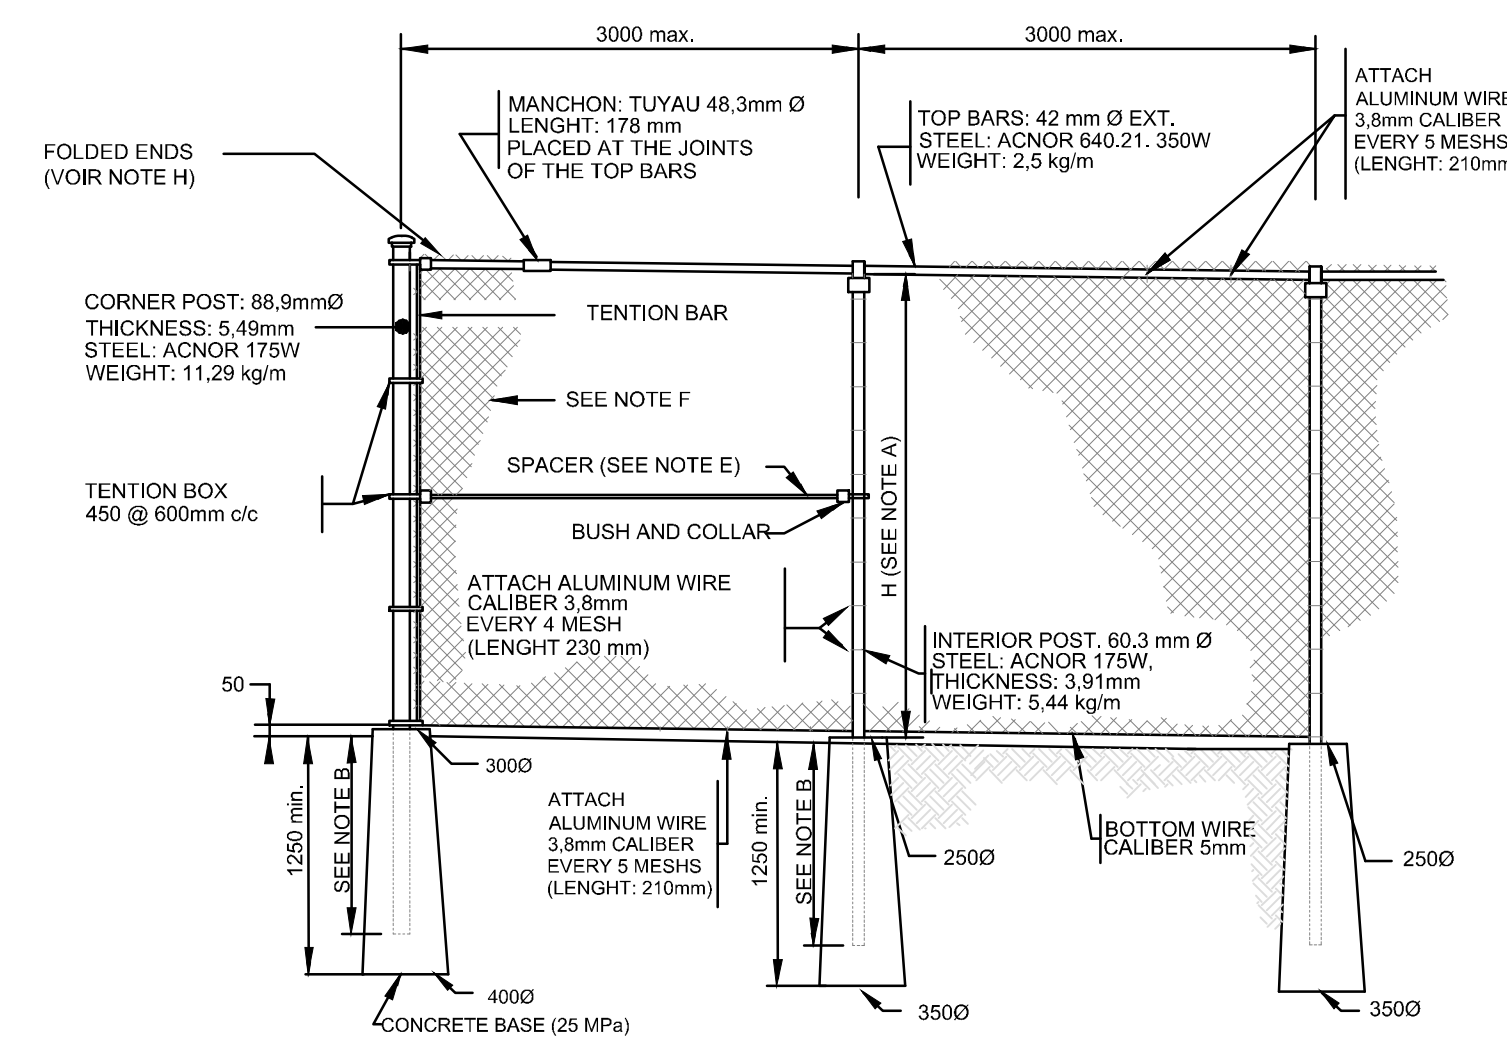 3000 max.
3000 max.
FOLDED ENDS
(VOIR NOTE H)
MANCHON: TUYAU 48,3mm Ø
LENGHT: 178 mm
PLACED AT THE JOINTS
OF THE TOP BARS
TOP BARS: 42 mm Ø EXT.
STEEL: ACNOR 640.21. 350W
WEIGHT: 2,5 kg/m
ATTACH
ALUMINUM WIRE
3,8mm CALIBER
EVERY 5 MESHS
(LENGHT: 210mm
CORNER POST: 88,9mmØ
THICKNESS: 5,49mm
STEEL: ACNOR 175W
WEIGHT: 11,29 kg/m
TENTION BAR
SEE NOTE F
SPACER (SEE NOTE E)
TENTION BOX
450 @ 600mm c/c
BUSH AND COLLAR
H (SEE NOTE A)
ATTACH ALUMINUM WIRE
CALIBER 3,8mm
EVERY 4 MESH
(LENGHT 230 mm)
INTERIOR POST. 60.3 mm Ø
STEEL: ACNOR 175W,
THICKNESS: 3,91mm
WEIGHT: 5,44 kg/m
50
300Ø
1250 min.
SEE NOTE B
ATTACH
ALUMINUM WIRE
3,8mm CALIBER
EVERY 5 MESHS
(LENGHT: 210mm)
1250 min.
SEE NOTE B
250Ø
BOTTOM WIRE
CALIBER 5mm
250Ø
400Ø
CONCRETE BASE (25 MPa)
350Ø
350Ø